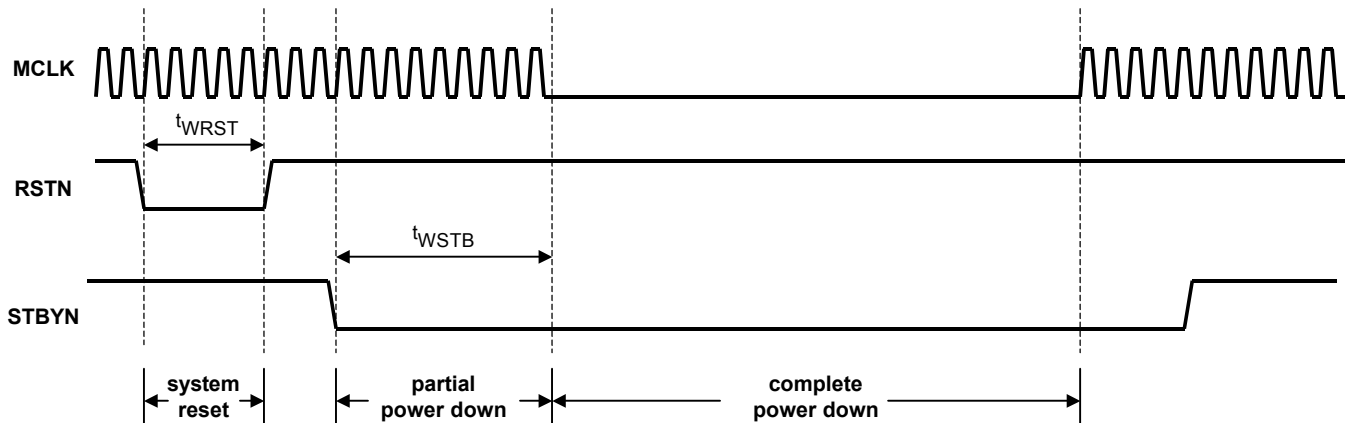 MCLK
tWRST
RSTN
tWSTB
STBYN
system
reset
partial
power down
complete
power down